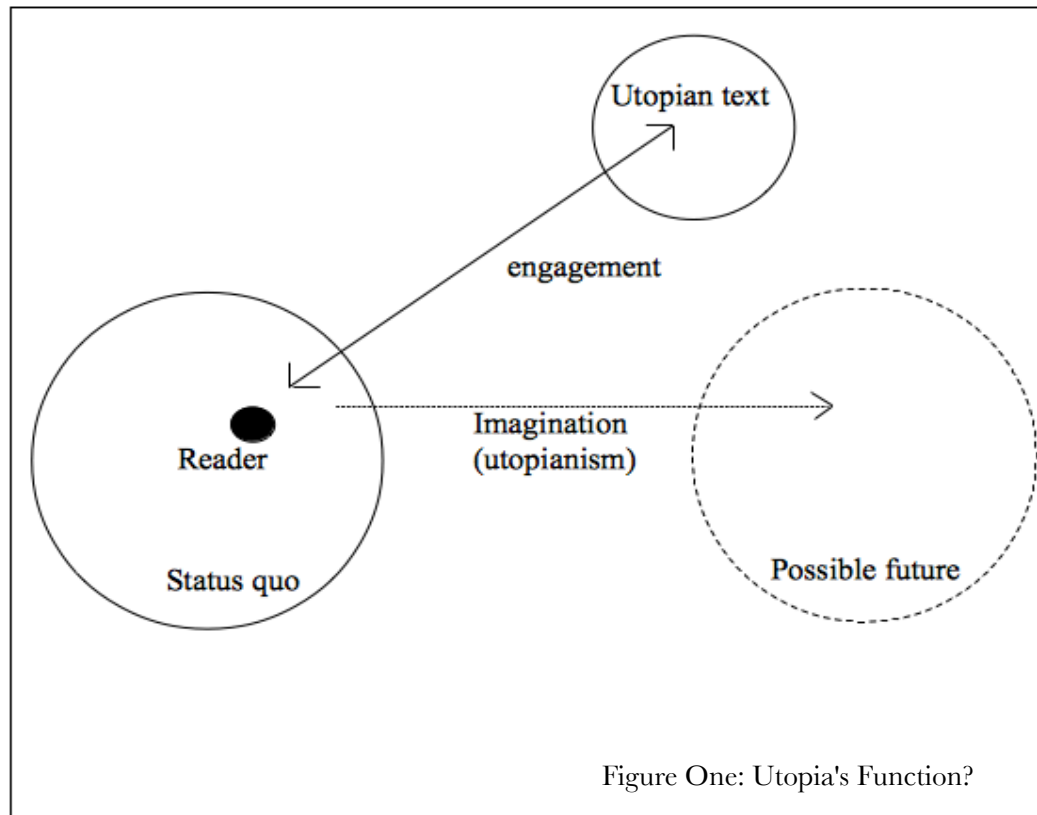 Utopian text
engagement
Imagination
(utopianism)
Reader
Status quo
Possible future
Figure One: Utopia's Function?